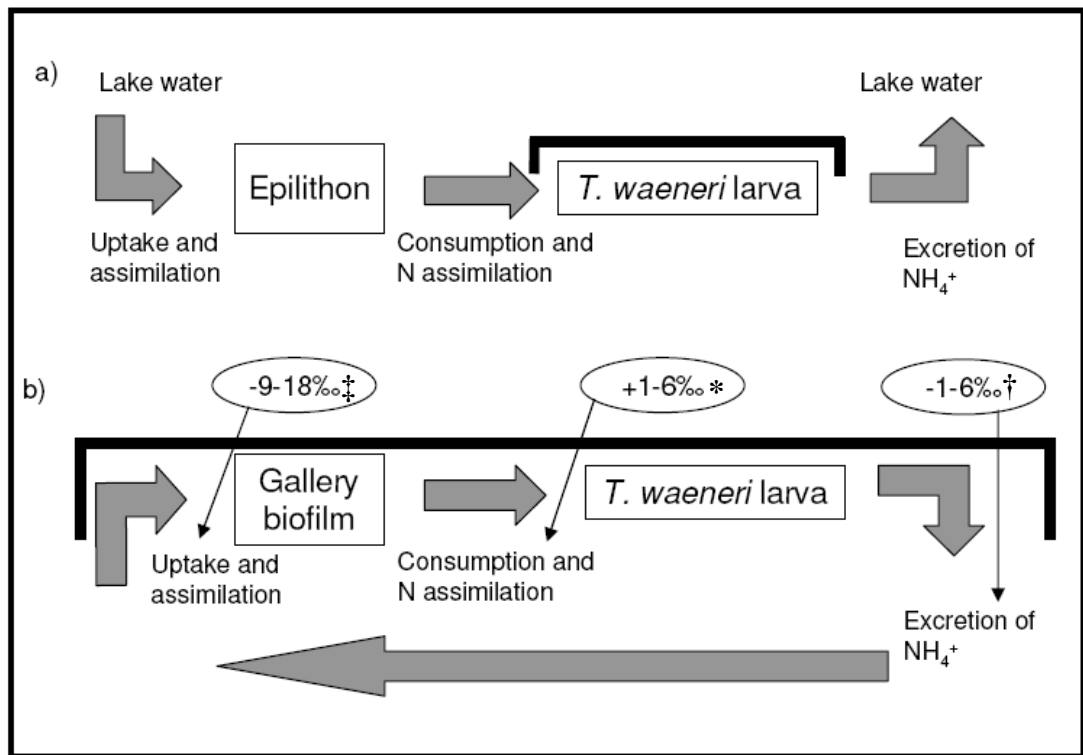 a)
Lake water
Lake water
Epilithon
T. waeneri larva
Uptake and
assimilation
Consumption and
N assimilation
Excretion of
NH₄⁺
b)
-9-18‰‡
+1-6‰*
-1-6‰†
Gallery
biofilm
T. waeneri larva
Uptake and
assimilation
Consumption and
N assimilation
Excretion of
NH₄⁺